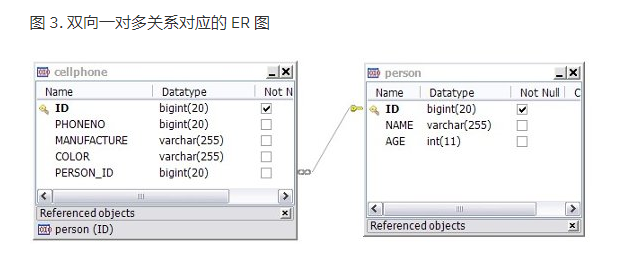 图 3. 双向一对多关系对应的 ER 图
cellphone
Name Datatype Not N
ID bigint(20)
PHONENO bigint(20)
MANUFACTURE varchar(255)
COLOR varchar(255)
PERSON_ID bigint(20)
Referenced objects
person (ID)
person
Name Datatype Not Null C
ID bigint(20)
NAME varchar(255)
AGE int(11)
Referenced objects